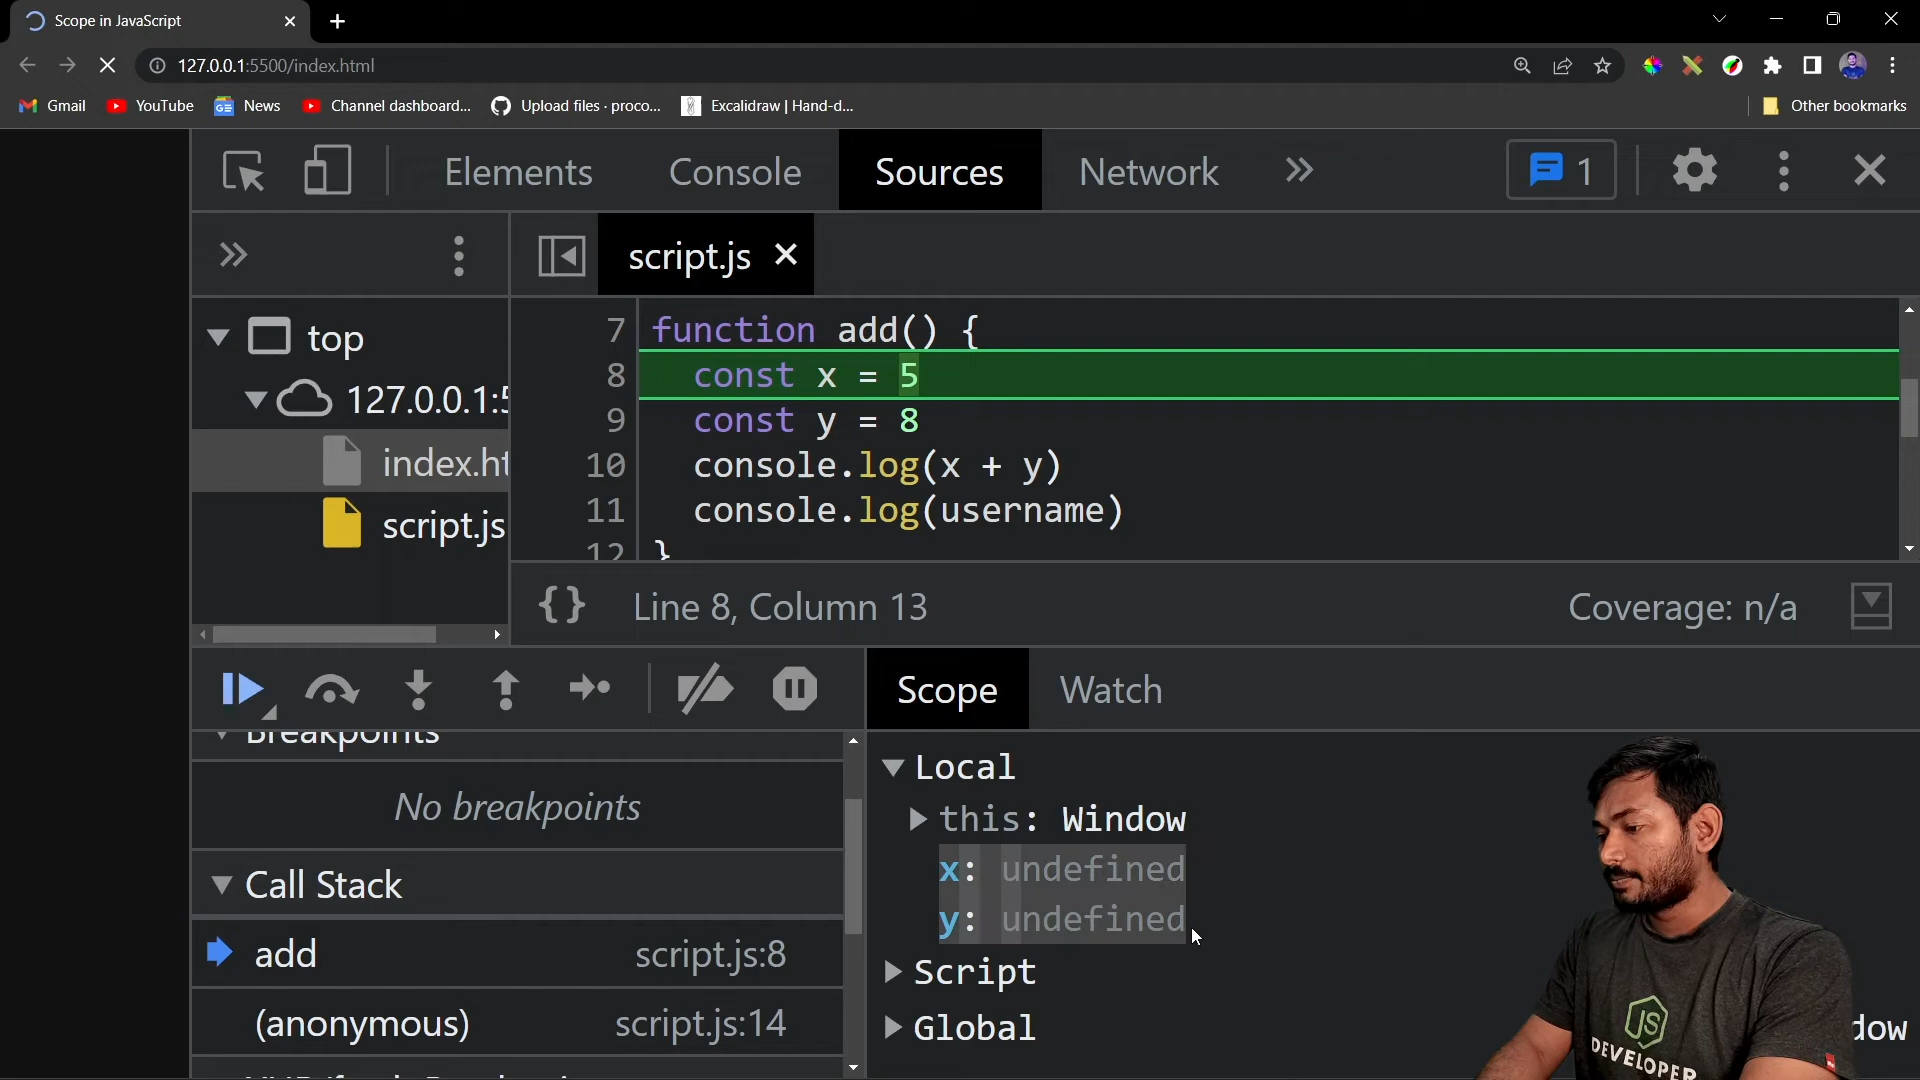 Scope in JavaScript
127.0.0.1:5500/index.html
Gmail YouTube News Channel dashboard... Upload files · proco... Excalidraw | Hand-d... Other bookmarks
Elements Console Sources Network 1
script.js
top
127.0.0.1:5
index.ht
script.js
7 function add() {
8 const x = 5
9 const y = 8
10 console.log(x + y)
11 console.log(username)
12 }
{} Line 8, Column 13 Coverage: n/a
Scope Watch
Breakpoints
No breakpoints
Call Stack
add script.js:8
(anonymous) script.js:14
Local
this: Window
x: undefined
y: undefined
Script
Global
dow
JS
DEVELOPER